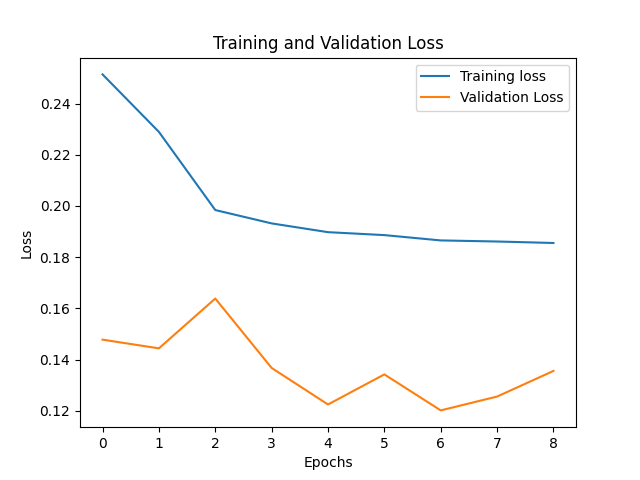 Training and Validation Loss
Training loss
Validation Loss
0.24
0.22
0.20
0.18
0.16
0.14
0.12
Loss
0 1 2 3 4 5 6 7 8
Epochs